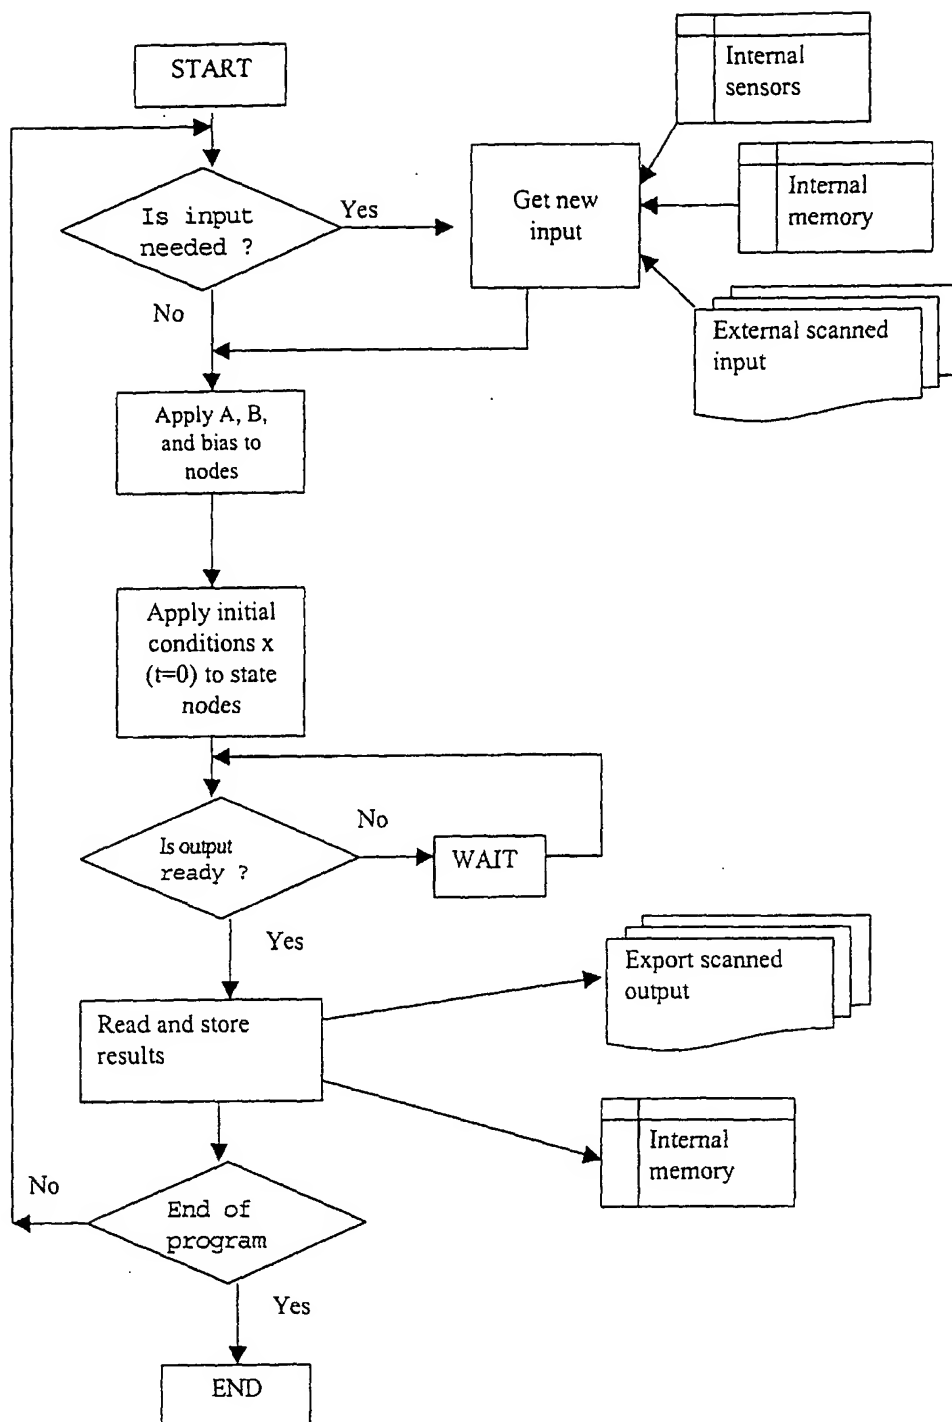 START
Internal
sensors
Internal
memory
Get new
input
Is input
needed ?
Yes
No
External scanned
input
Apply A, B,
and bias to
nodes
Apply initial
conditions x
(t=0) to state
nodes
Is output
ready ?
No
WAIT
Yes
Export scanned
output
Read and store
results
Internal
memory
No
End of
program
Yes
END